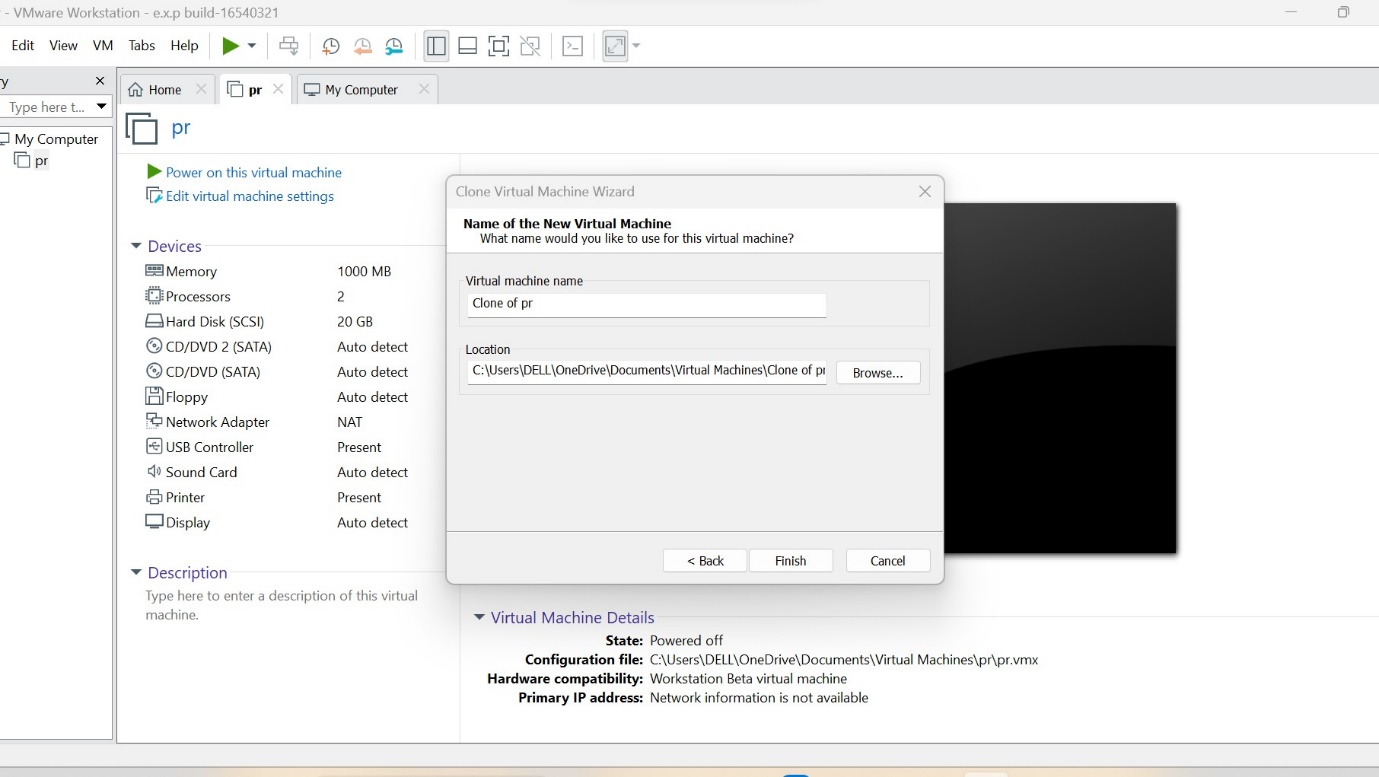 - VMware Workstation - e.x.p build-16540321
Edit View VM Tabs Help
y
Type here t...
My Computer
pr
Home
pr
My Computer
pr
Power on this virtual machine
Edit virtual machine settings
Devices
Memory 1000 MB
Processors 2
Hard Disk (SCSI) 20 GB
CD/DVD 2 (SATA) Auto detect
CD/DVD (SATA) Auto detect
Floppy Auto detect
Network Adapter NAT
USB Controller Present
Sound Card Auto detect
Printer Present
Display Auto detect
Description
Type here to enter a description of this virtual
machine.
Clone Virtual Machine Wizard
Name of the New Virtual Machine
What name would you like to use for this virtual machine?
Virtual machine name
Clone of pr
Location
C:\Users\DELL\OneDrive\Documents\Virtual Machines\Clone of pr
Browse...
< Back Finish Cancel
Virtual Machine Details
State: Powered off
Configuration file: C:\Users\DELL\OneDrive\Documents\Virtual Machines\pr\pr.vmx
Hardware compatibility: Workstation Beta virtual machine
Primary IP address: Network information is not available